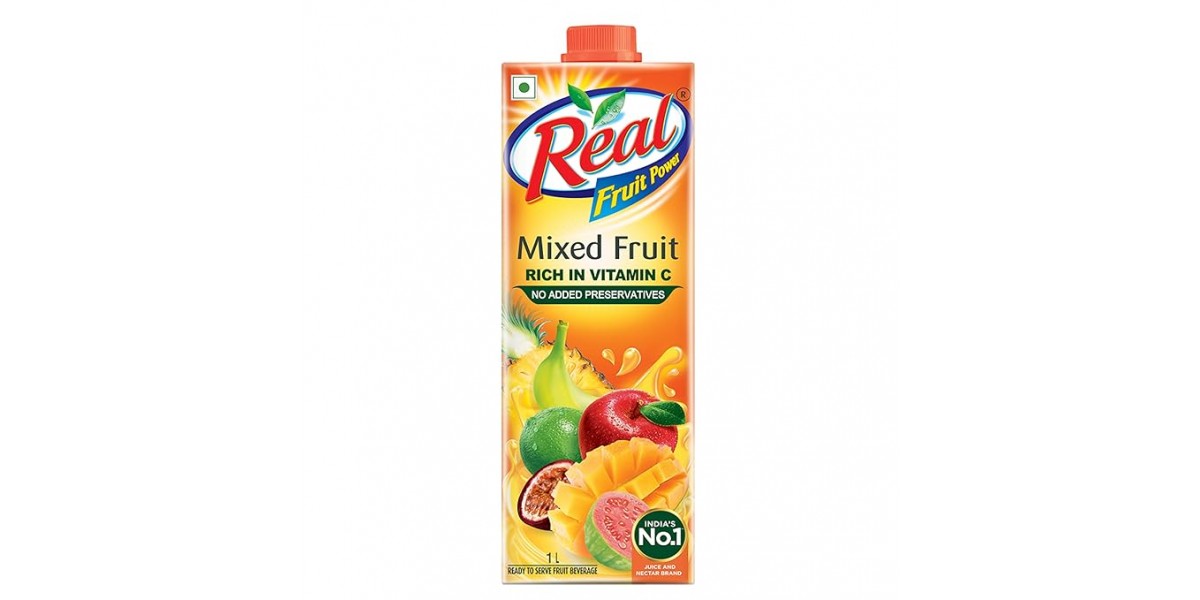 Real
®
Fruit Power
Mixed Fruit
RICH IN VITAMIN C
NO ADDED PRESERVATIVES
INDIA'S
No.1
JUICE AND
NECTAR BRAND
1 L
READY TO SERVE FRUIT BEVERAGE